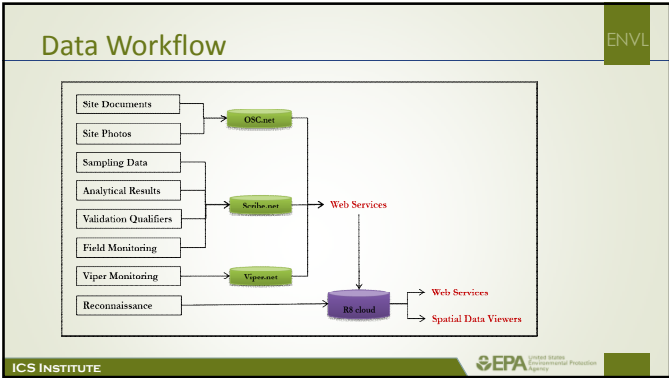 Data Workflow
ENVL
Site Documents
Site Photos
OSC.net
Sampling Data
Analytical Results
Validation Qualifiers
Field Monitoring
Scribe.net
Web Services
Viper Monitoring
Viper.net
Reconnaissance
R8 cloud
Web Services
Spatial Data Viewers
ICS INSTITUTE
EPA
United States
Environmental Protection
Agency